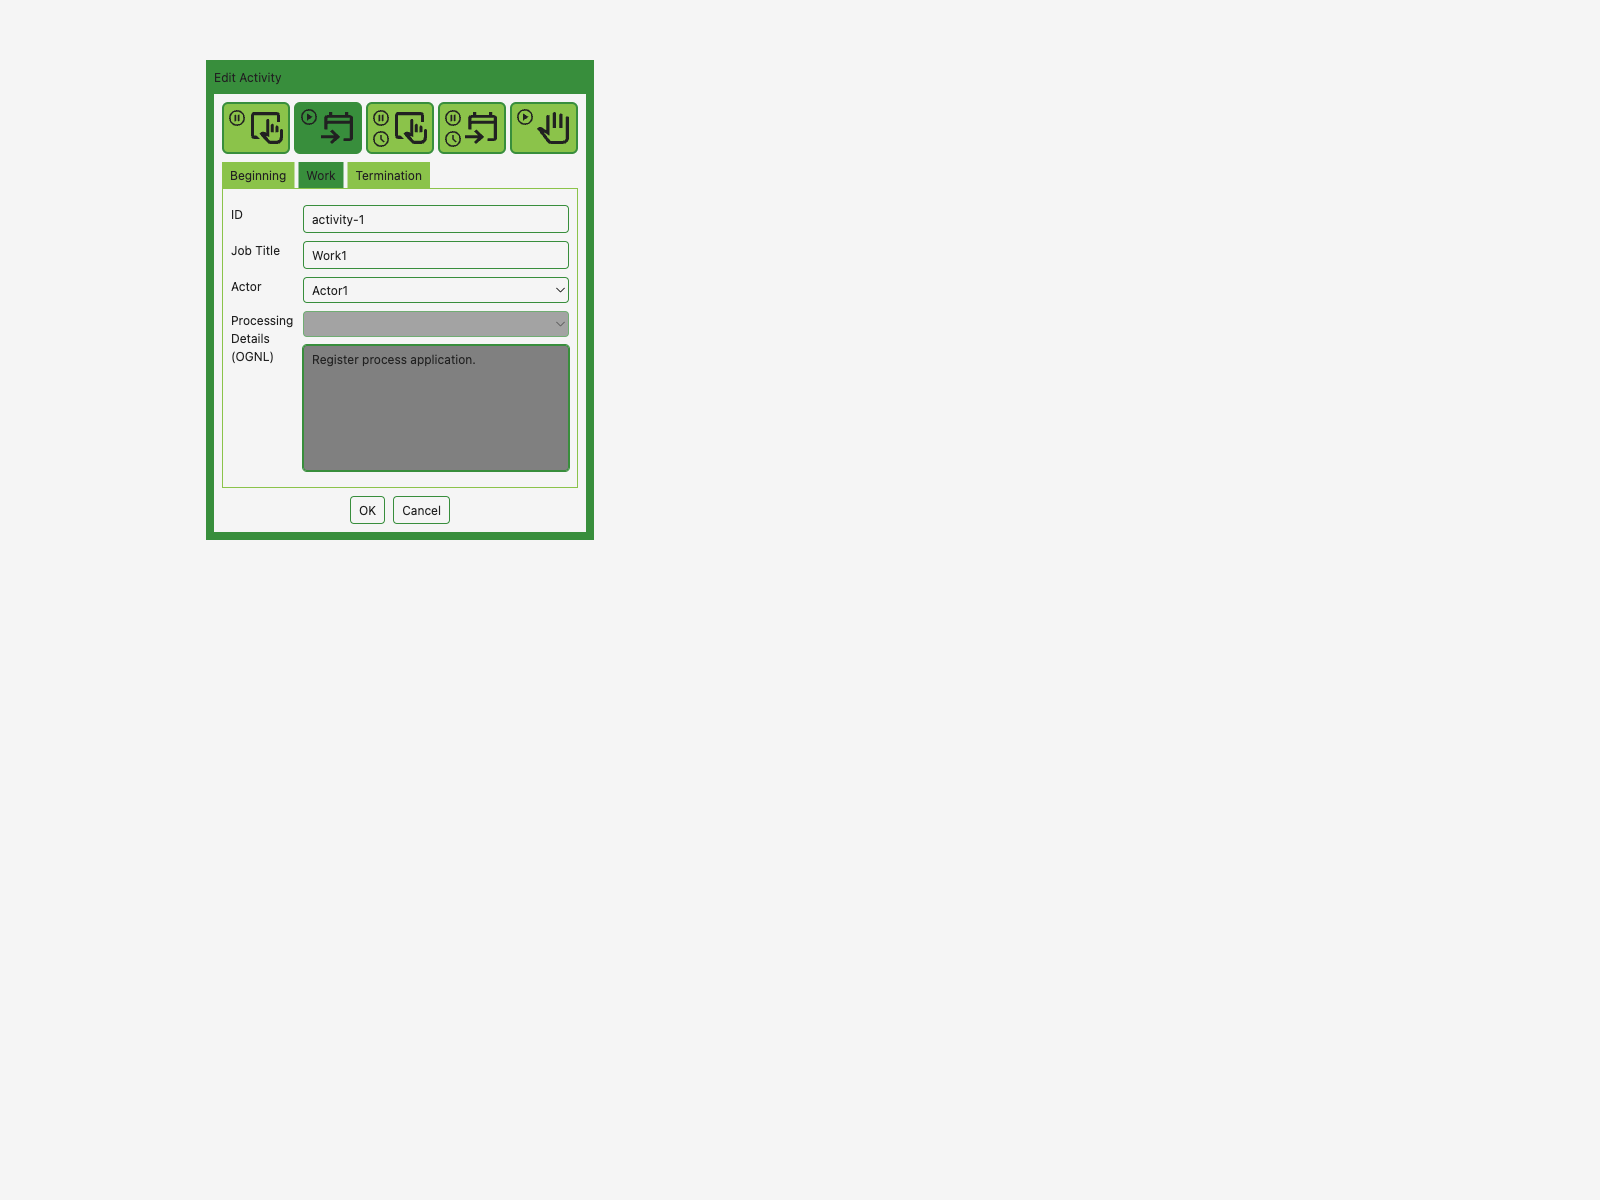 Edit Activity
Beginning
Work
Termination
ID
activity-1
Job Title
Work1
Actor
Actor1
Processing
Details
(OGNL)
Register process application.
OK
Cancel